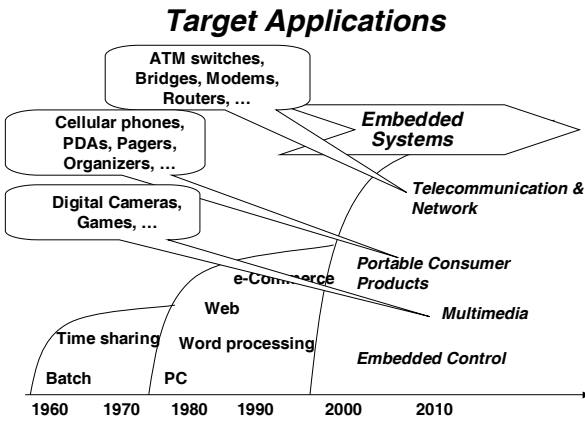 Target Applications
ATM switches,
Bridges, Modems,
Routers, …
Embedded
Systems
Cellular phones,
PDAs, Pagers,
Organizers, …
Telecommunication &
Network
Digital Cameras,
Games, …
Portable Consumer
Products
e-Commerce
Web
Multimedia
Time sharing
Word processing
Embedded Control
Batch
PC
1960 1970 1980 1990 2000 2010